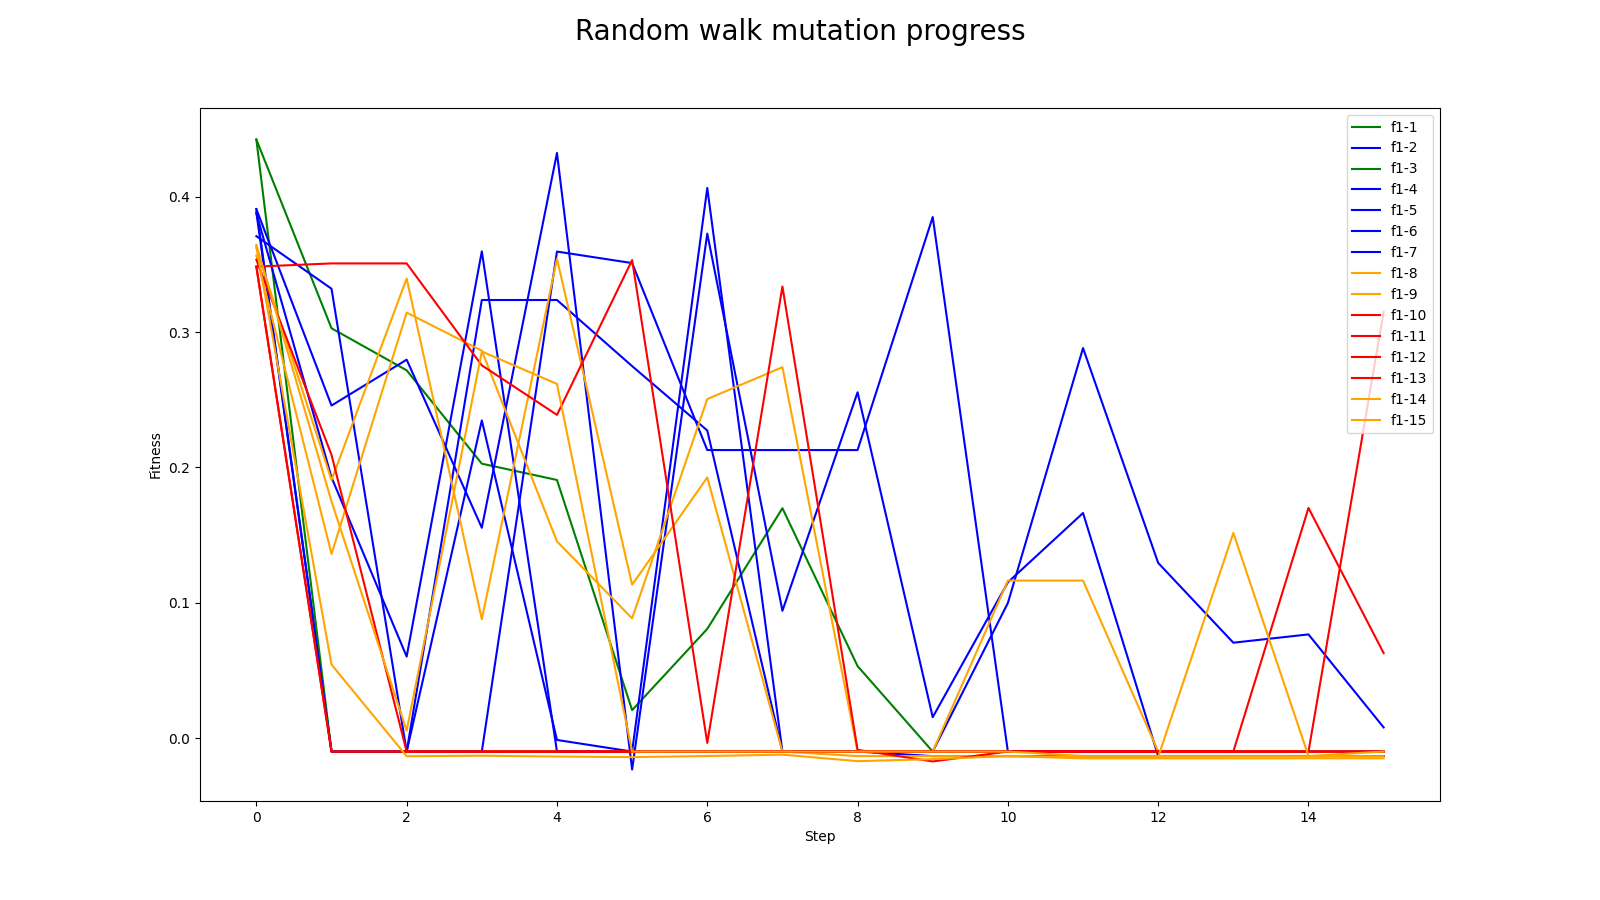 Random walk mutation progress
f1-1
f1-2
f1-3
f1-4
f1-5
f1-6
f1-7
f1-8
f1-9
f1-10
f1-11
f1-12
f1-13
f1-14
f1-15
Fitness
0.4
0.3
0.2
0.1
0.0
0 2 4 6 8 10 12 14
Step